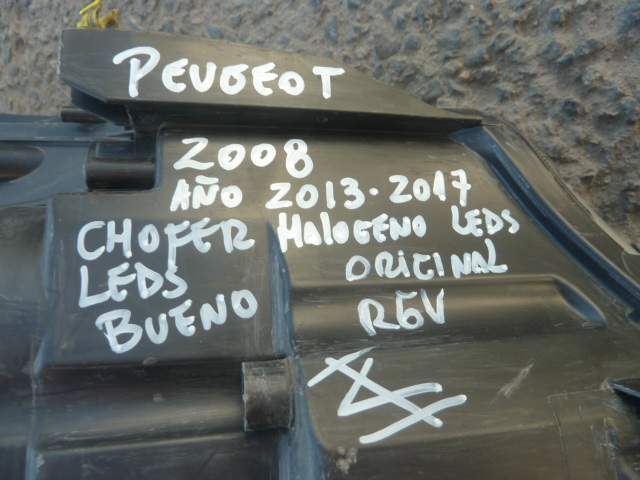 PEUGEOT
2008
AÑO 2013-2017
CHOFER HALOGENO LEDS
LEDS ORIGINAL
BUENO RGV